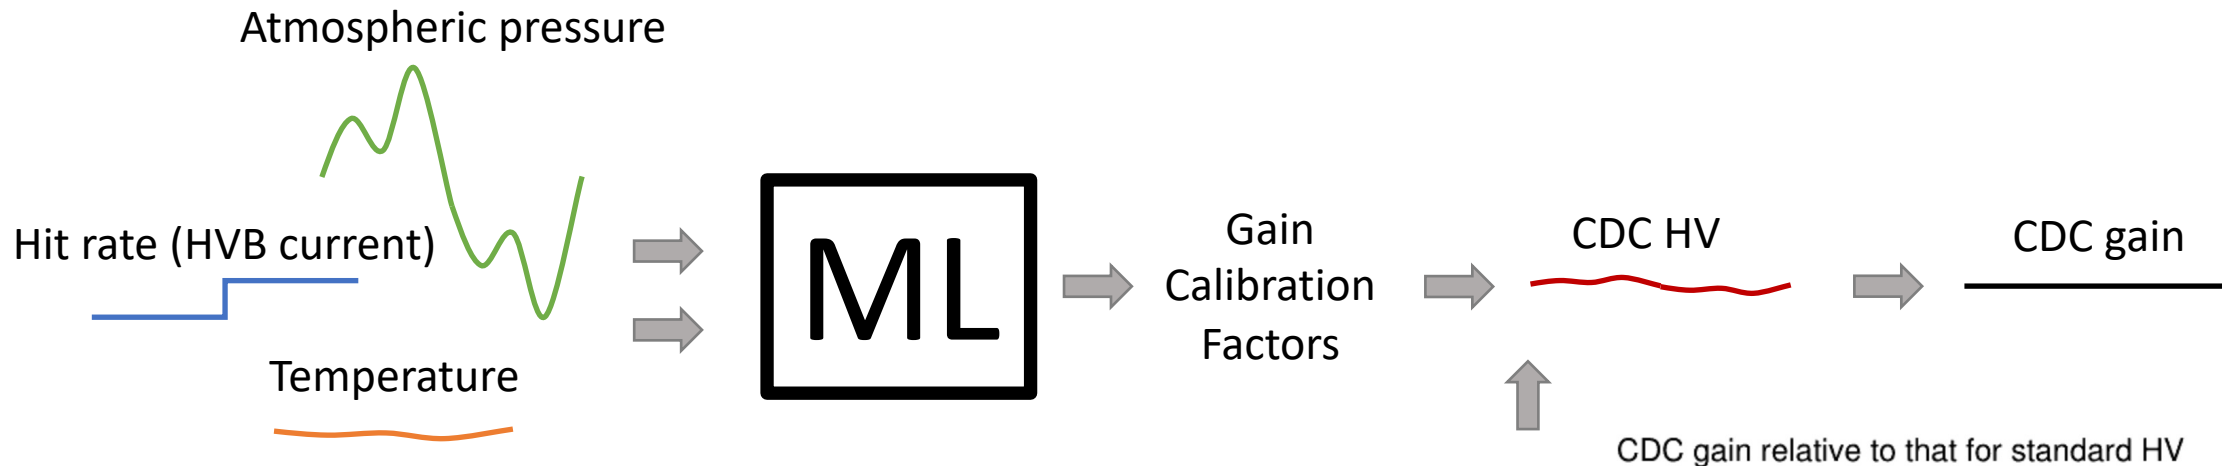 Atmospheric pressure
Hit rate (HVB current)
Temperature
ML
Gain
Calibration
Factors
CDC HV
CDC gain
CDC gain relative to that for standard HV